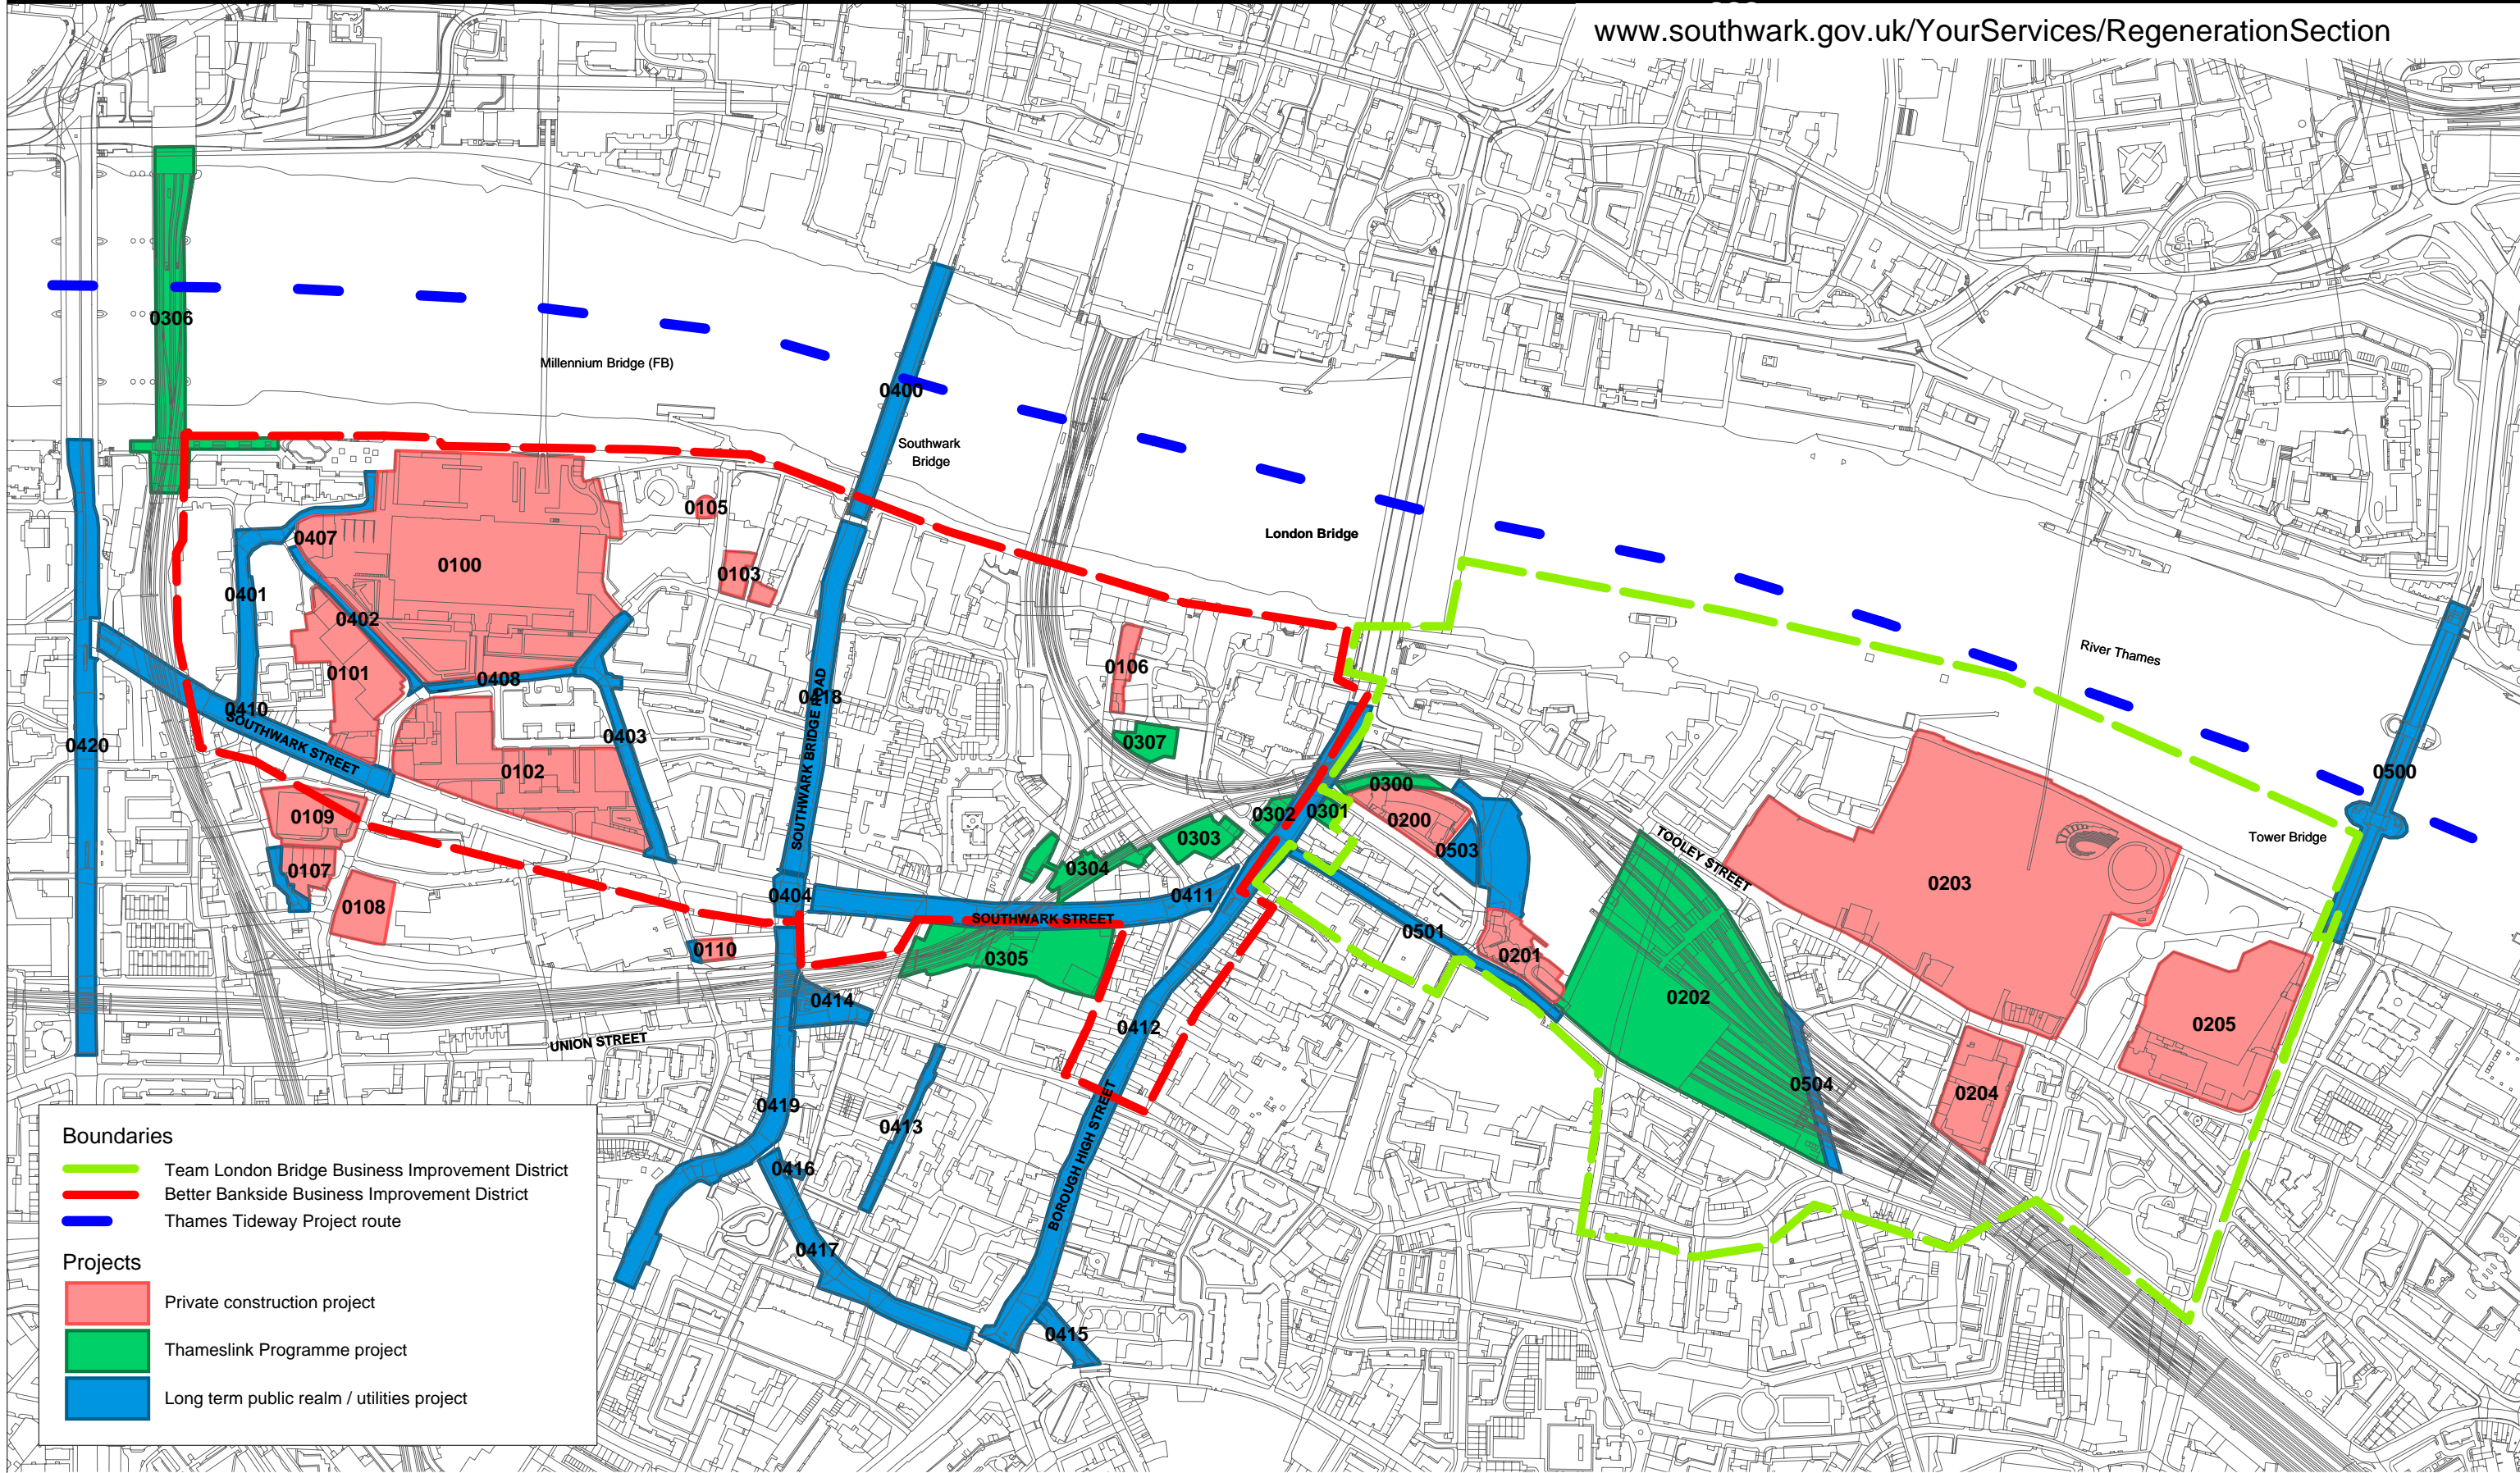 www.southwark.gov.uk/YourServices/RegenerationSection
0306
Millennium Bridge (FB)
0400
Southwark
Bridge
0105
London Bridge
0407
0100
0103
0401
0402
River Thames
0106
0101
0408
0418
SOUTHWARK BRIDGE ROAD
0410
SOUTHWARK STREET
0403
0420
0307
0102
0500
0300
0302
0301
0200
0109
0303
Tower Bridge
0503
TOOLEY STREET
0304
0107
0203
0404
0411
0108
SOUTHWARK STREET
0501
0110
0305
0201
0202
0414
0412
0205
UNION STREET
0504
0204
0419
0413
BOROUGH HIGH STREET
0416
0417
0415
Boundaries
Team London Bridge Business Improvement District
Better Bankside Business Improvement District
Thames Tideway Project route
Projects
Private construction project
Thameslink Programme project
Long term public realm / utilities project